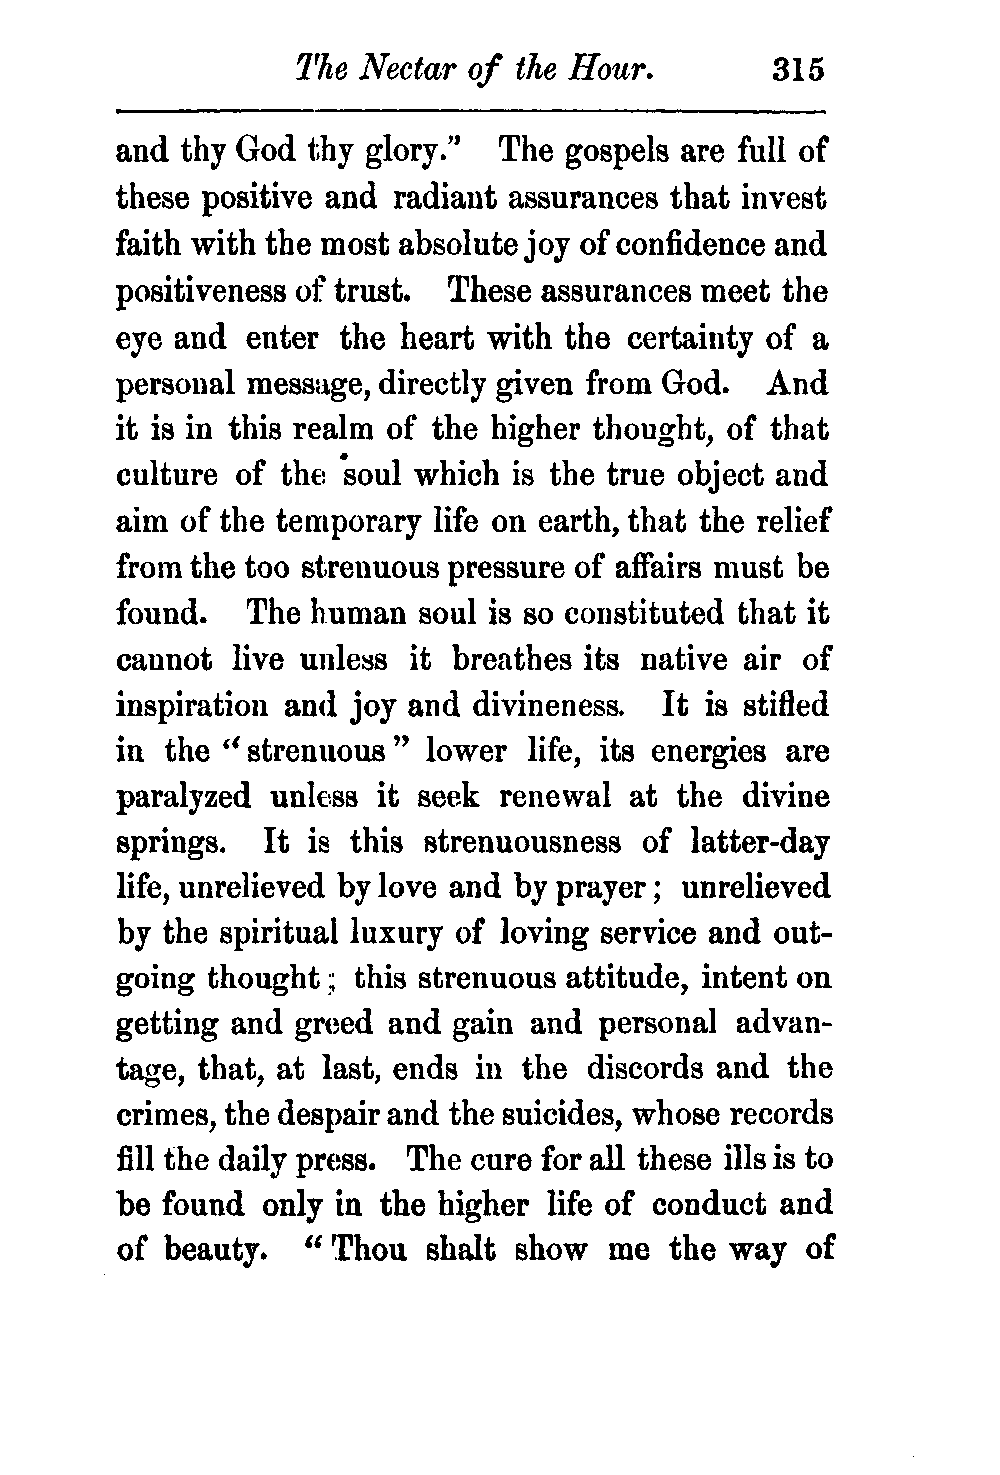 The Nectar of the Hour. 315
and thy God thy glory.” The gospels are full of
these positive and radiant assurances that invest
faith with the most absolute joy of confidence and
positiveness of trust. These assurances meet the
eye and enter the heart with the certainty of a
personal message, directly given from God. And
it is in this realm of the higher thought, of that
culture of the soul which is the true object and
aim of the temporary life on earth, that the relief
from the too strenuous pressure of affairs must be
found. The human soul is so constituted that it
cannot live unless it breathes its native air of
inspiration and joy and divineness. It is stifled
in the “strenuous” lower life, its energies are
paralyzed unless it seek renewal at the divine
springs. It is this strenuousness of latter-day
life, unrelieved by love and by prayer; unrelieved
by the spiritual luxury of loving service and out-
going thought; this strenuous attitude, intent on
getting and greed and gain and personal advan-
tage, that, at last, ends in the discords and the
crimes, the despair and the suicides, whose records
fill the daily press. The cure for all these ills is to
be found only in the higher life of conduct and
of beauty. “Thou shalt show me the way of